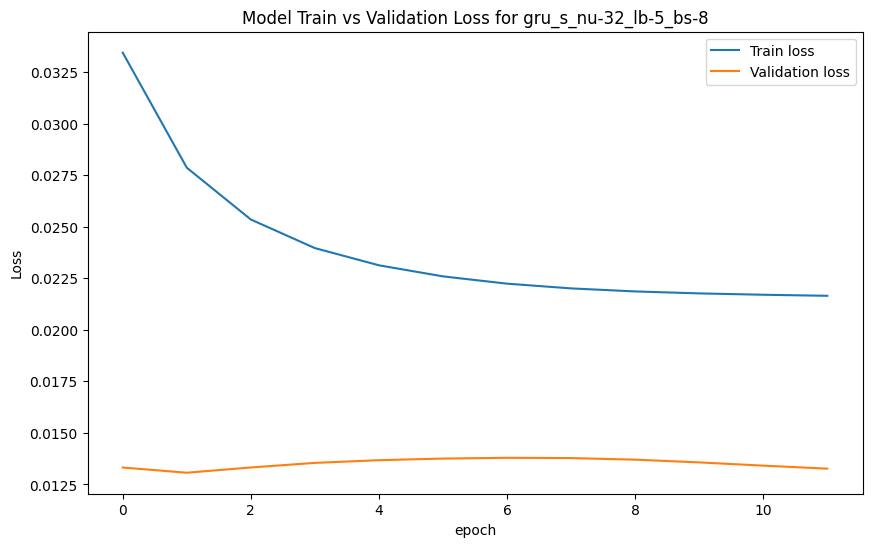 Model Train vs Validation Loss for gru_s_nu-32_lb-5_bs-8
Train loss
Validation loss
0.0325
0.0300
0.0275
0.0250
0.0225
0.0200
0.0175
0.0150
0.0125
Loss
0 2 4 6 8 10
epoch